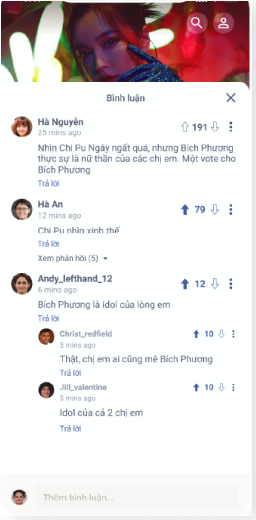 Bình luận
Hà Nguyễn
25 mins ago
191
Nhìn Chi Pu Ngây ngất quá, nhưng Bích Phương
thực sự là nữ thần của các chị em. Một vote cho
Bích Phương
Trả lời
Hà An
12 mins ago
79
Chi Pu nhìn xinh thế
Trả lời
Xem phản hồi (5)
Andy_lefthand_12
6 mins ago
12
Bích Phương là idol của lòng em
Trả lời
Christ_redfield
5 mins ago
10
Thật, chị em ai cũng mê Bích Phương
Trả lời
Jill_valentine
5 mins ago
10
Idol của cả 2 chị em
Trả lời
Thêm bình luận...